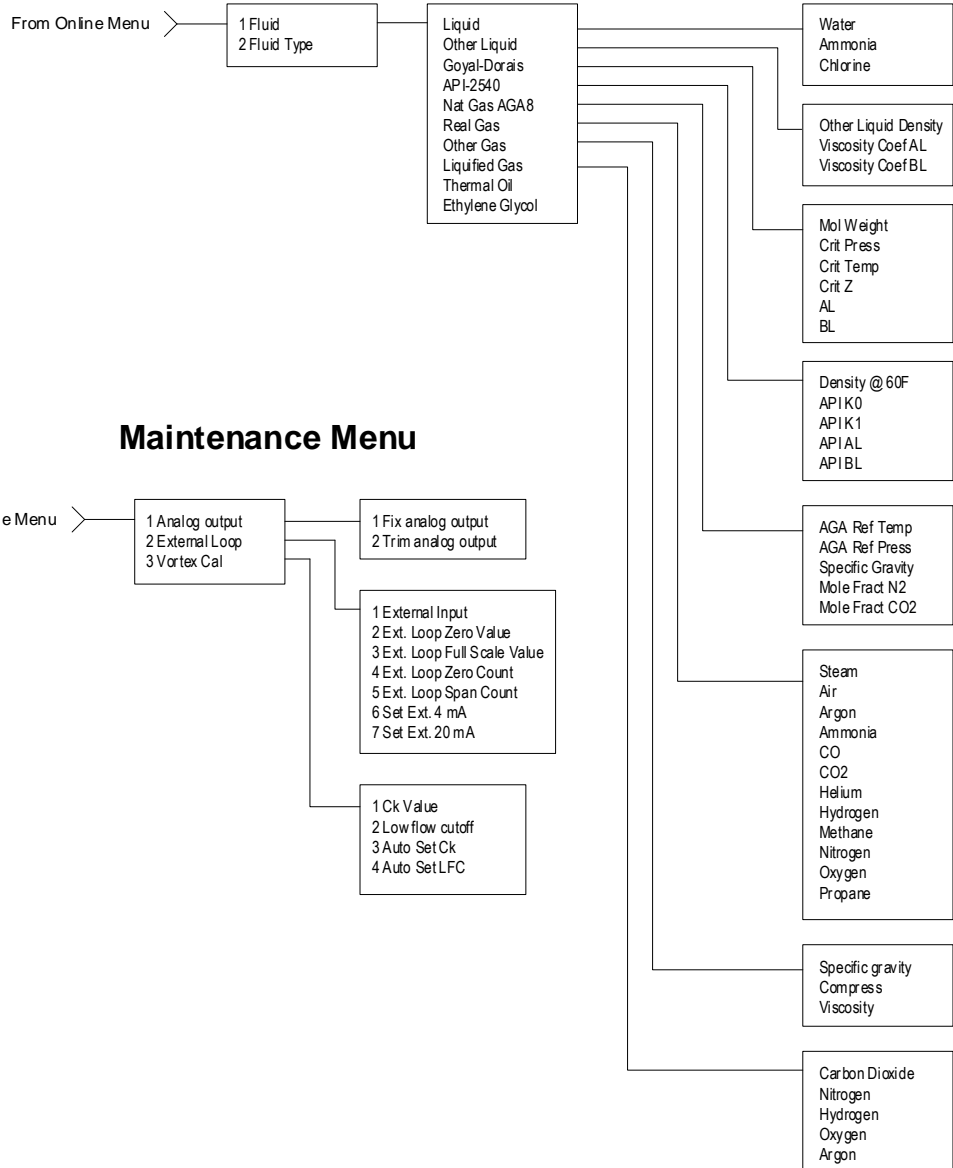 From Online Menu
1 Fluid
2 Fluid Type
Liquid
Other Liquid
Goyal-Dorais
API-2540
Nat Gas AGA8
Real Gas
Other Gas
Liquified Gas
Thermal Oil
Ethylene Glycol
Water
Ammonia
Chlorine
Other Liquid Density
Viscosity Coef AL
Viscosity Coef BL
Mol Weight
Crit Press
Crit Temp
Crit Z
AL
BL
Density @ 60F
API K0
API K1
API AL
API BL
AGA Ref Temp
AGA Ref Press
Specific Gravity
Mole Fract N2
Mole Fract CO2
Steam
Air
Argon
Ammonia
CO
CO2
Helium
Hydrogen
Methane
Nitrogen
Oxygen
Propane
Specific gravity
Compress
Viscosity
Carbon Dioxide
Nitrogen
Hydrogen
Oxygen
Argon
Maintenance Menu
e Menu
1 Analog output
2 External Loop
3 Vortex Cal
1 Fix analog output
2 Trim analog output
1 External Input
2 Ext. Loop Zero Value
3 Ext. Loop Full Scale Value
4 Ext. Loop Zero Count
5 Ext. Loop Span Count
6 Set Ext. 4 mA
7 Set Ext. 20 mA
1 Ck Value
2 Low flow cutoff
3 Auto Set Ck
4 Auto Set LFC